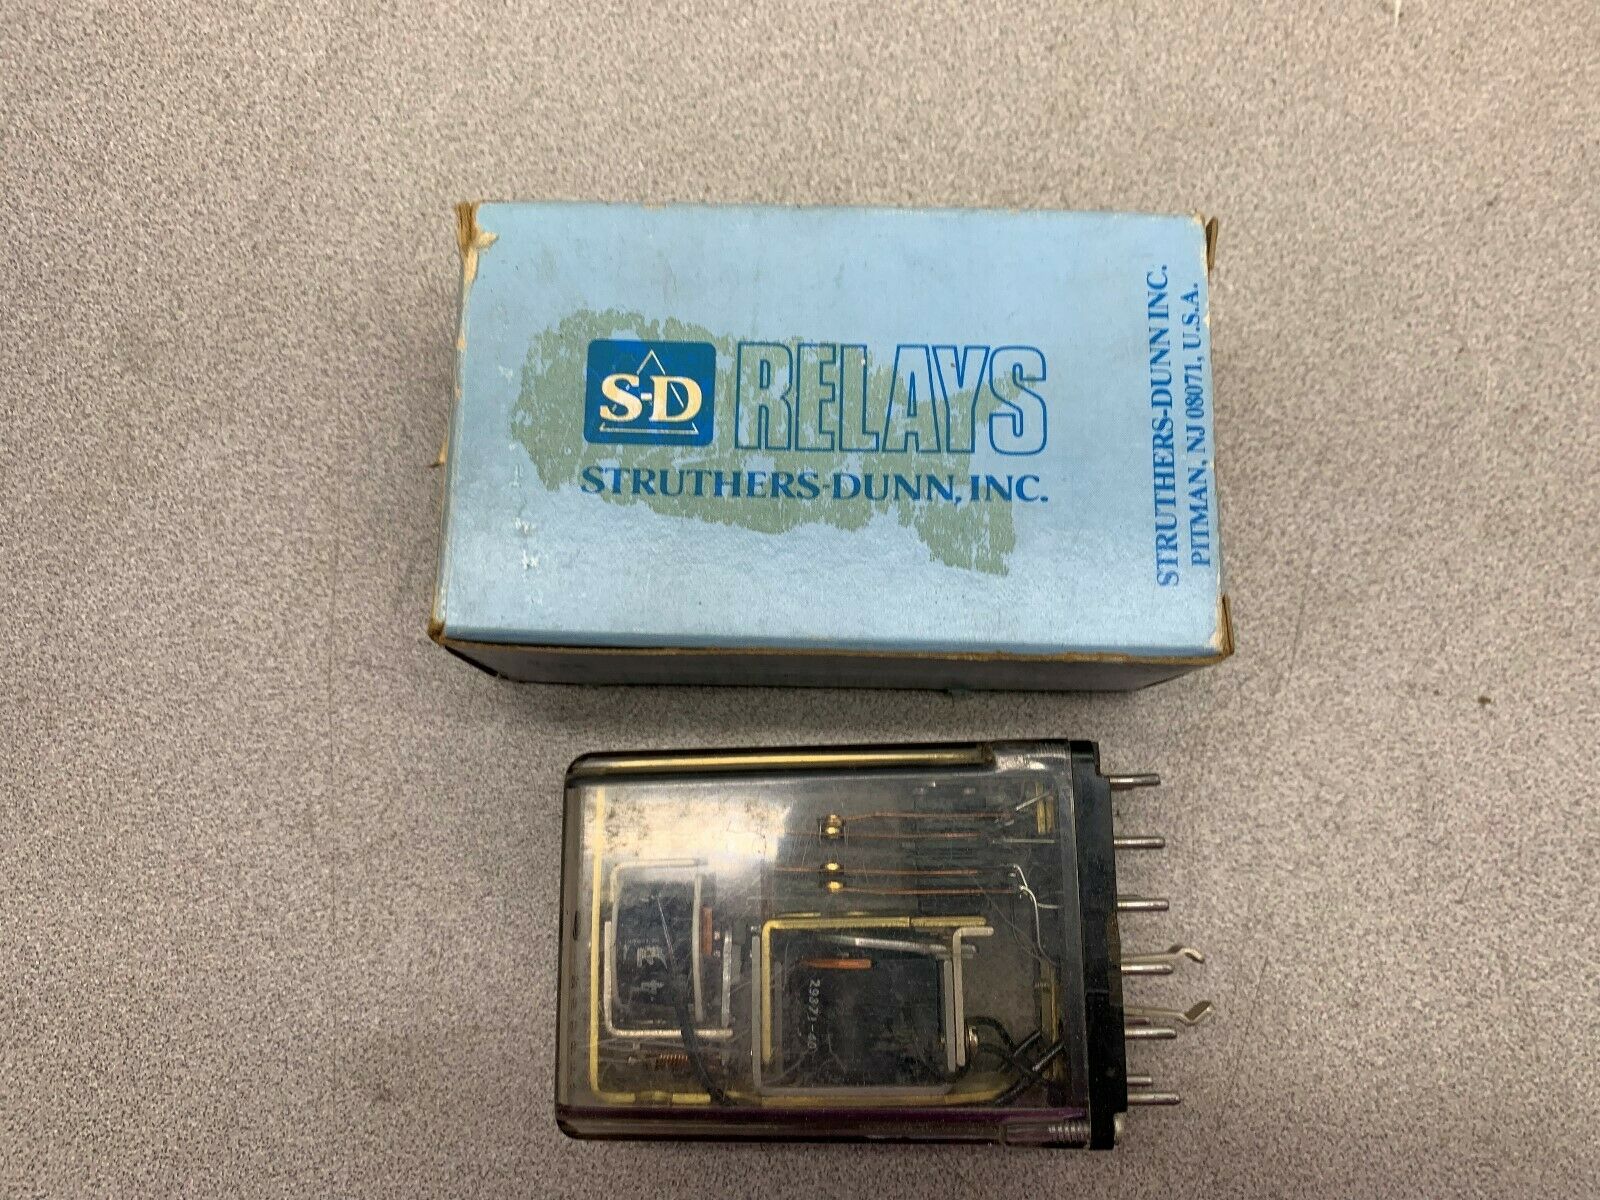 S-D RELAYS
STRUTHERS-DUNN, INC.
STRUTHERS-DUNN INC.
PITMAN, NJ 08071, U.S.A.